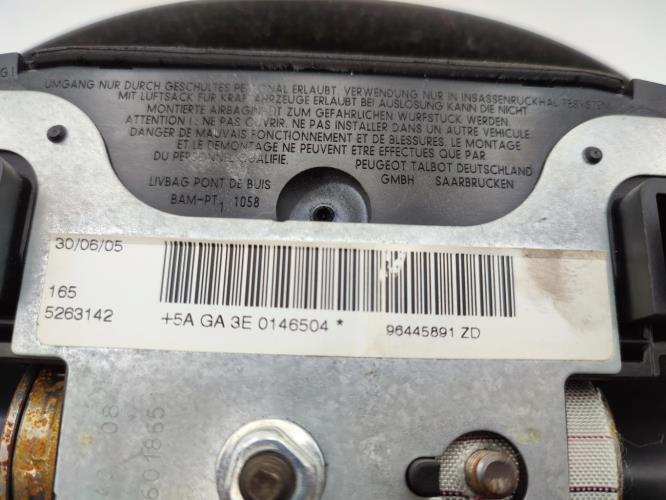 UMGANG NUR DURCH GESCHULTES PERSONAL ERLAUBT. VERWENDUNG NUR IN INSASSENRUCKHALTESYSTEM
MIT LUFTSACK FUR KRAFTFAHRZEUGE ERLAUBT BEI AUSLOSUNG KANN DIE NICHT
MONTIERTE AIRBAGEINHEIT ZUM GEFAHRLICHEN WURFSTUCK WERDEN.
ATTENTION ! : NE PAS OUVRIR. NE PAS INSTALLER DANS UN AUTRE VEHICULE.
DANGER DE MAUVAIS FONCTIONNEMENT ET DE BLESSURES. LE MONTAGE
ET LE DEMONTAGE NE PEUVENT ETRE EFFECTUES QUE PAR
DU PERSONNEL QUALIFIE. PEUGEOT TALBOT DEUTSCHLAND
LIVBAG PONT DE BUIS GMBH SAARBRUCKEN
BAM-PT1 1058
30/06/05
165
5263142 +5A GA 3E 0146504 * 96445891 ZD